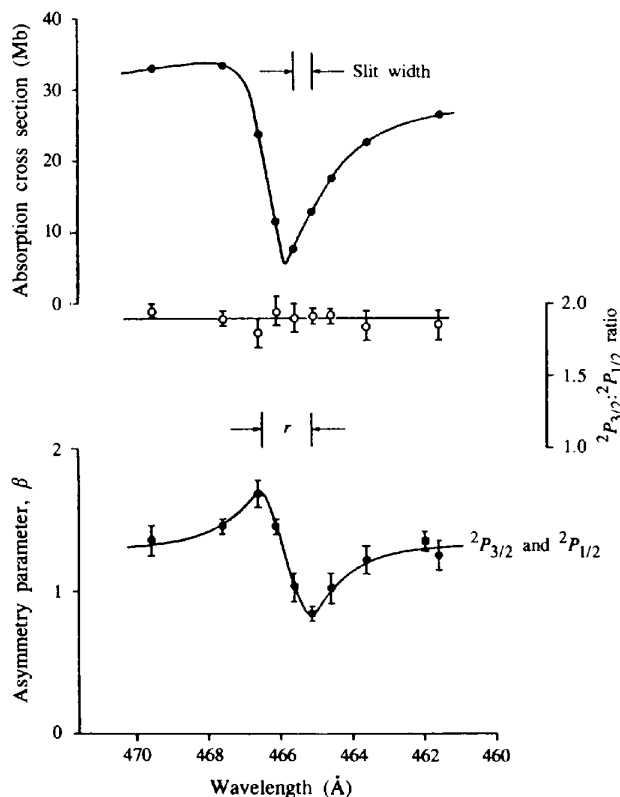 Absorption cross section (Mb)
40
30
20
10
0
Slit width
2.0
1.5
1.0
²P₃/₂:²P₁/₂ ratio
r
Asymmetry parameter, β
2
1
0
²P₃/₂ and ²P₁/₂
470 468 466 464 462 460
Wavelength (Å)